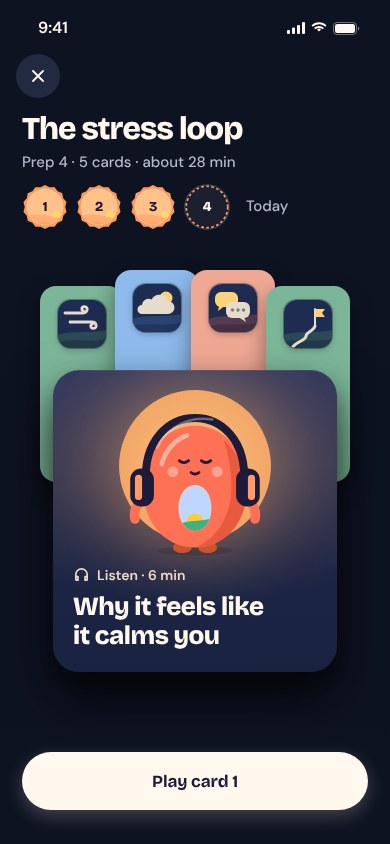 9:41
The stress loop
Prep 4 · 5 cards · about 28 min
1 2 3 4 Today
Listen · 6 min
Why it feels like
it calms you
Play card 1